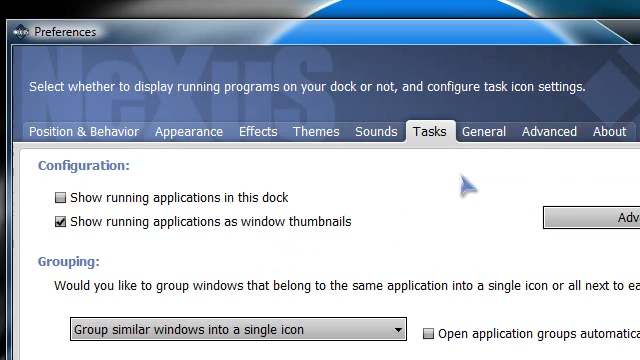 Preferences
NeXuS
Select whether to display running programs on your dock or not, and configure task icon settings.
Position & Behavior Appearance Effects Themes Sounds Tasks General Advanced About
Configuration:
Show running applications in this dock
Show running applications as window thumbnails
Adv
Grouping:
Would you like to group windows that belong to the same application into a single icon or all next to ea
Group similar windows into a single icon
Open application groups automatica